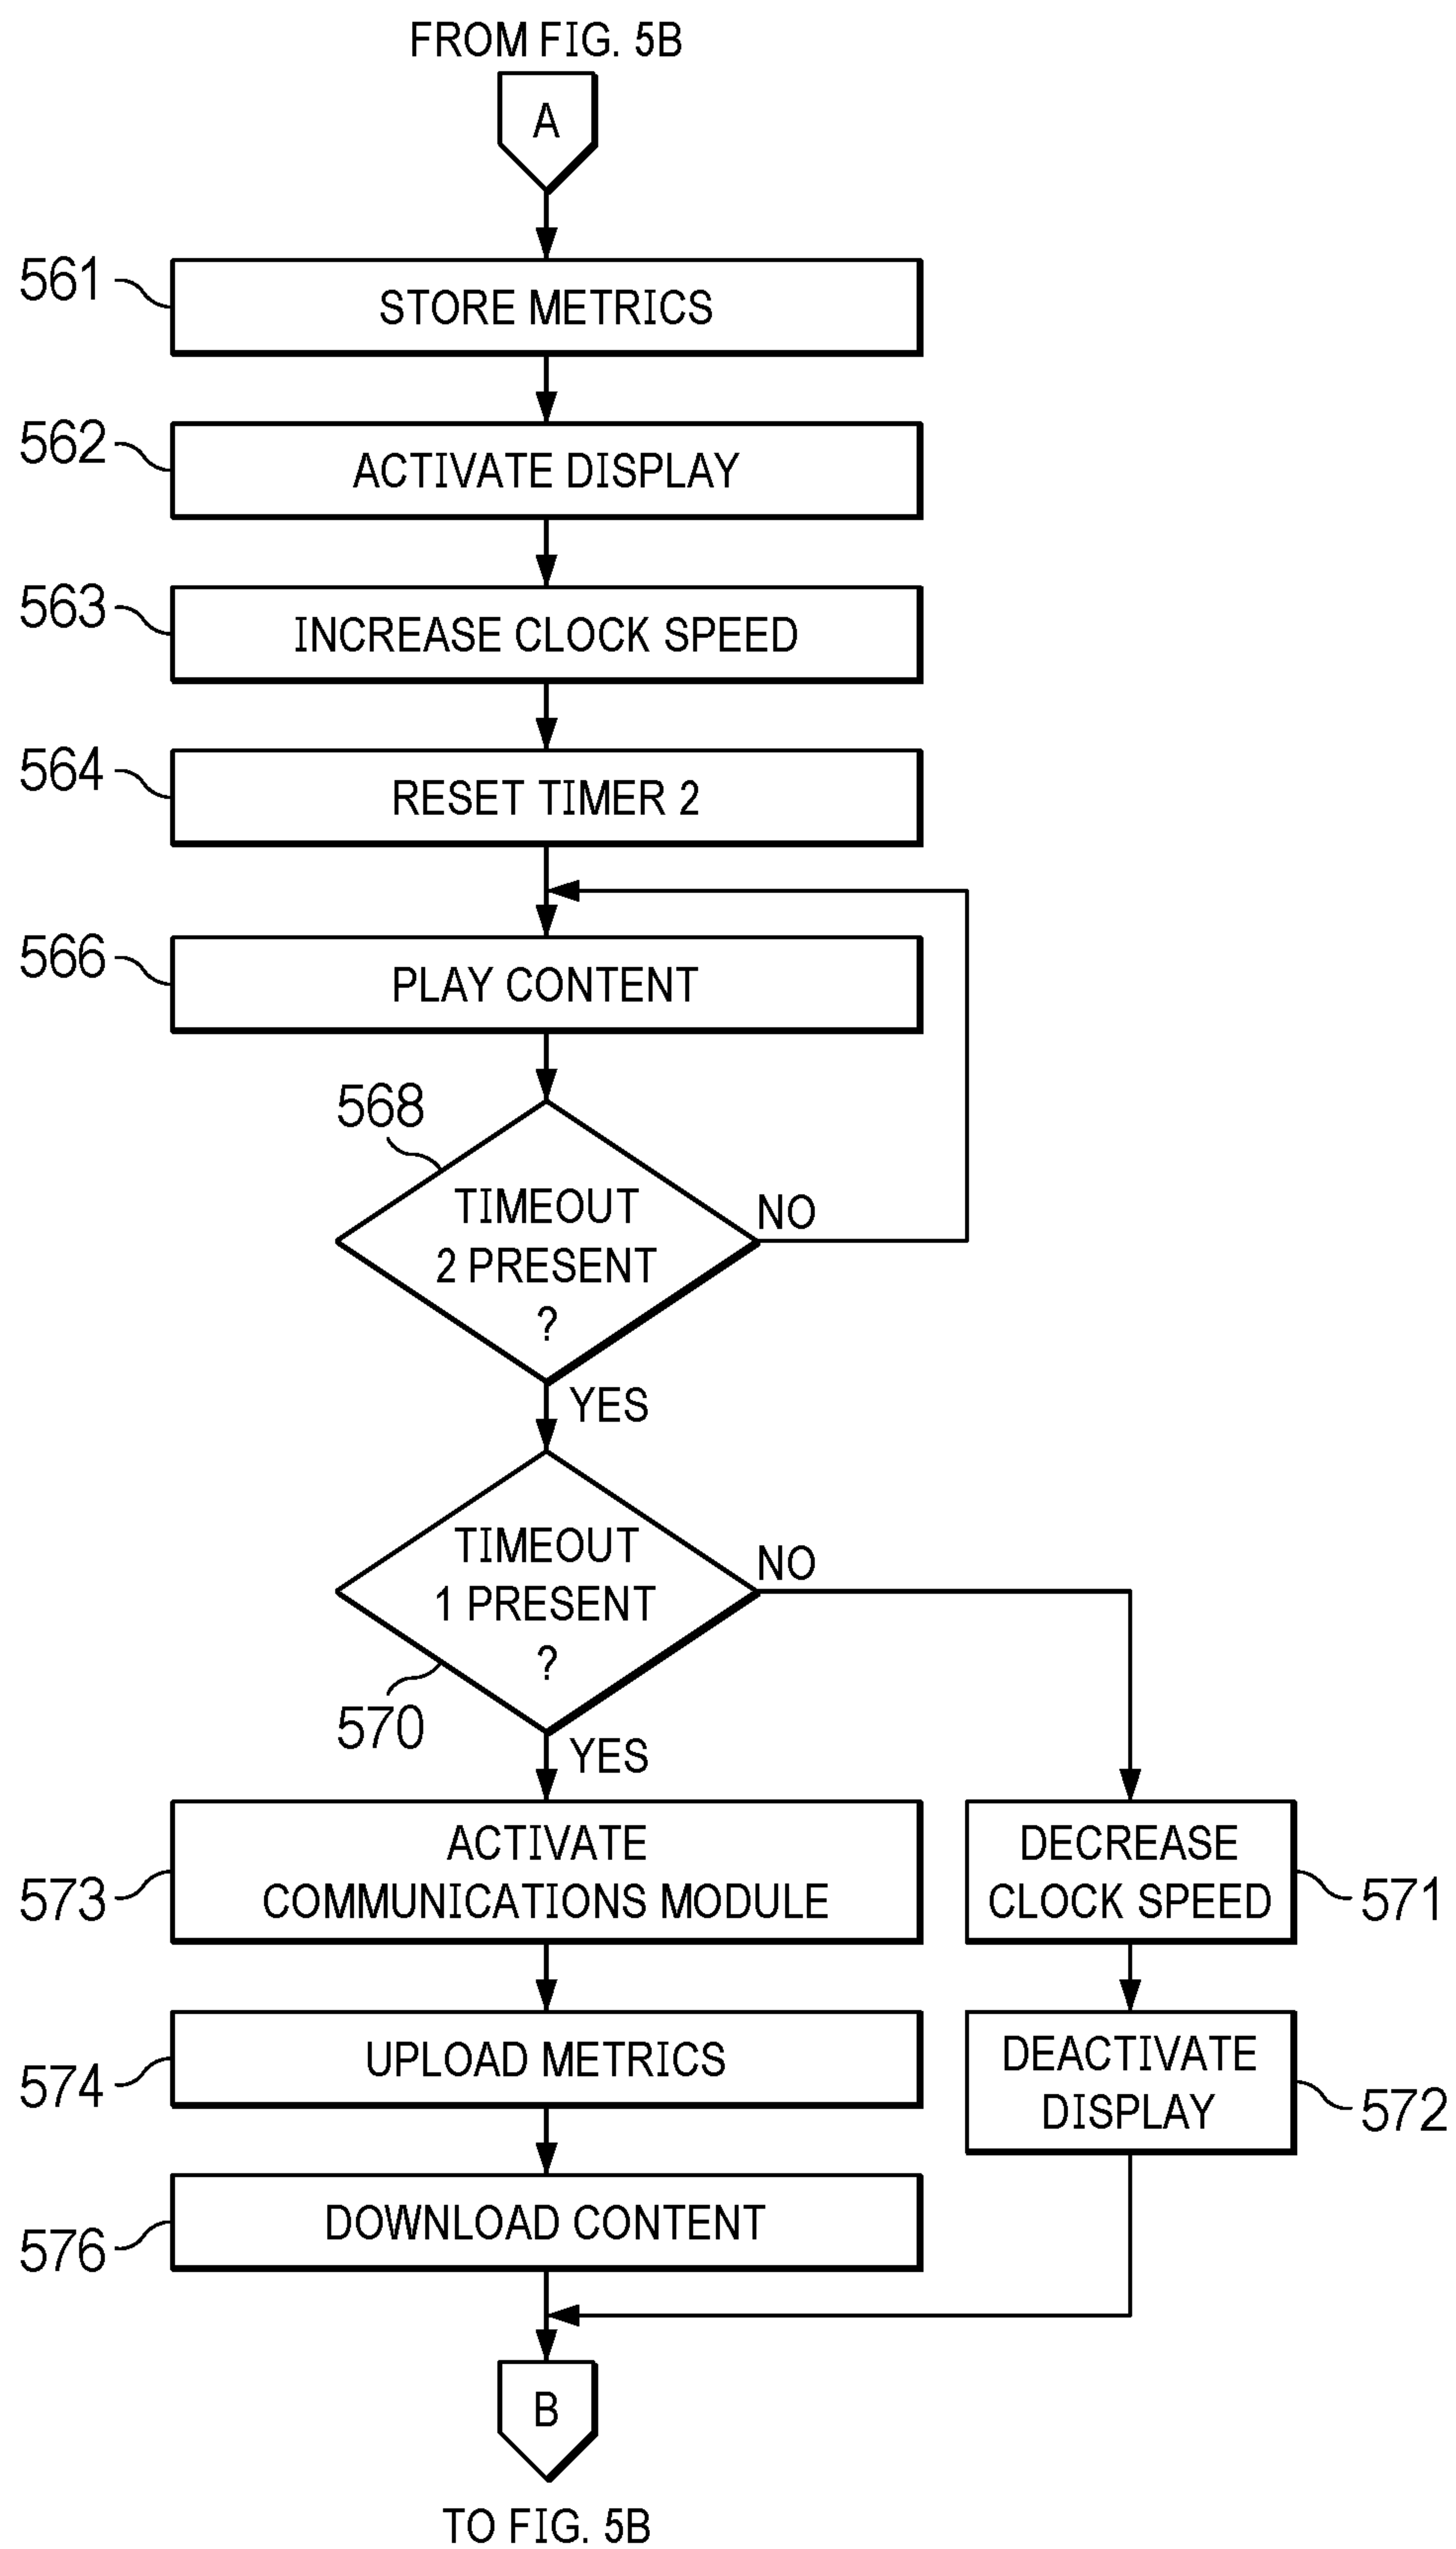 FROM FIG. 5B
A
561
STORE METRICS
562
ACTIVATE DISPLAY
563
INCREASE CLOCK SPEED
564
RESET TIMER 2
566
PLAY CONTENT
568
TIMEOUT
2 PRESENT
?
NO
YES
TIMEOUT
1 PRESENT
?
NO
570
YES
573
ACTIVATE
COMMUNICATIONS MODULE
DECREASE
CLOCK SPEED
571
574
UPLOAD METRICS
DEACTIVATE
DISPLAY
572
576
DOWNLOAD CONTENT
B
TO FIG. 5B